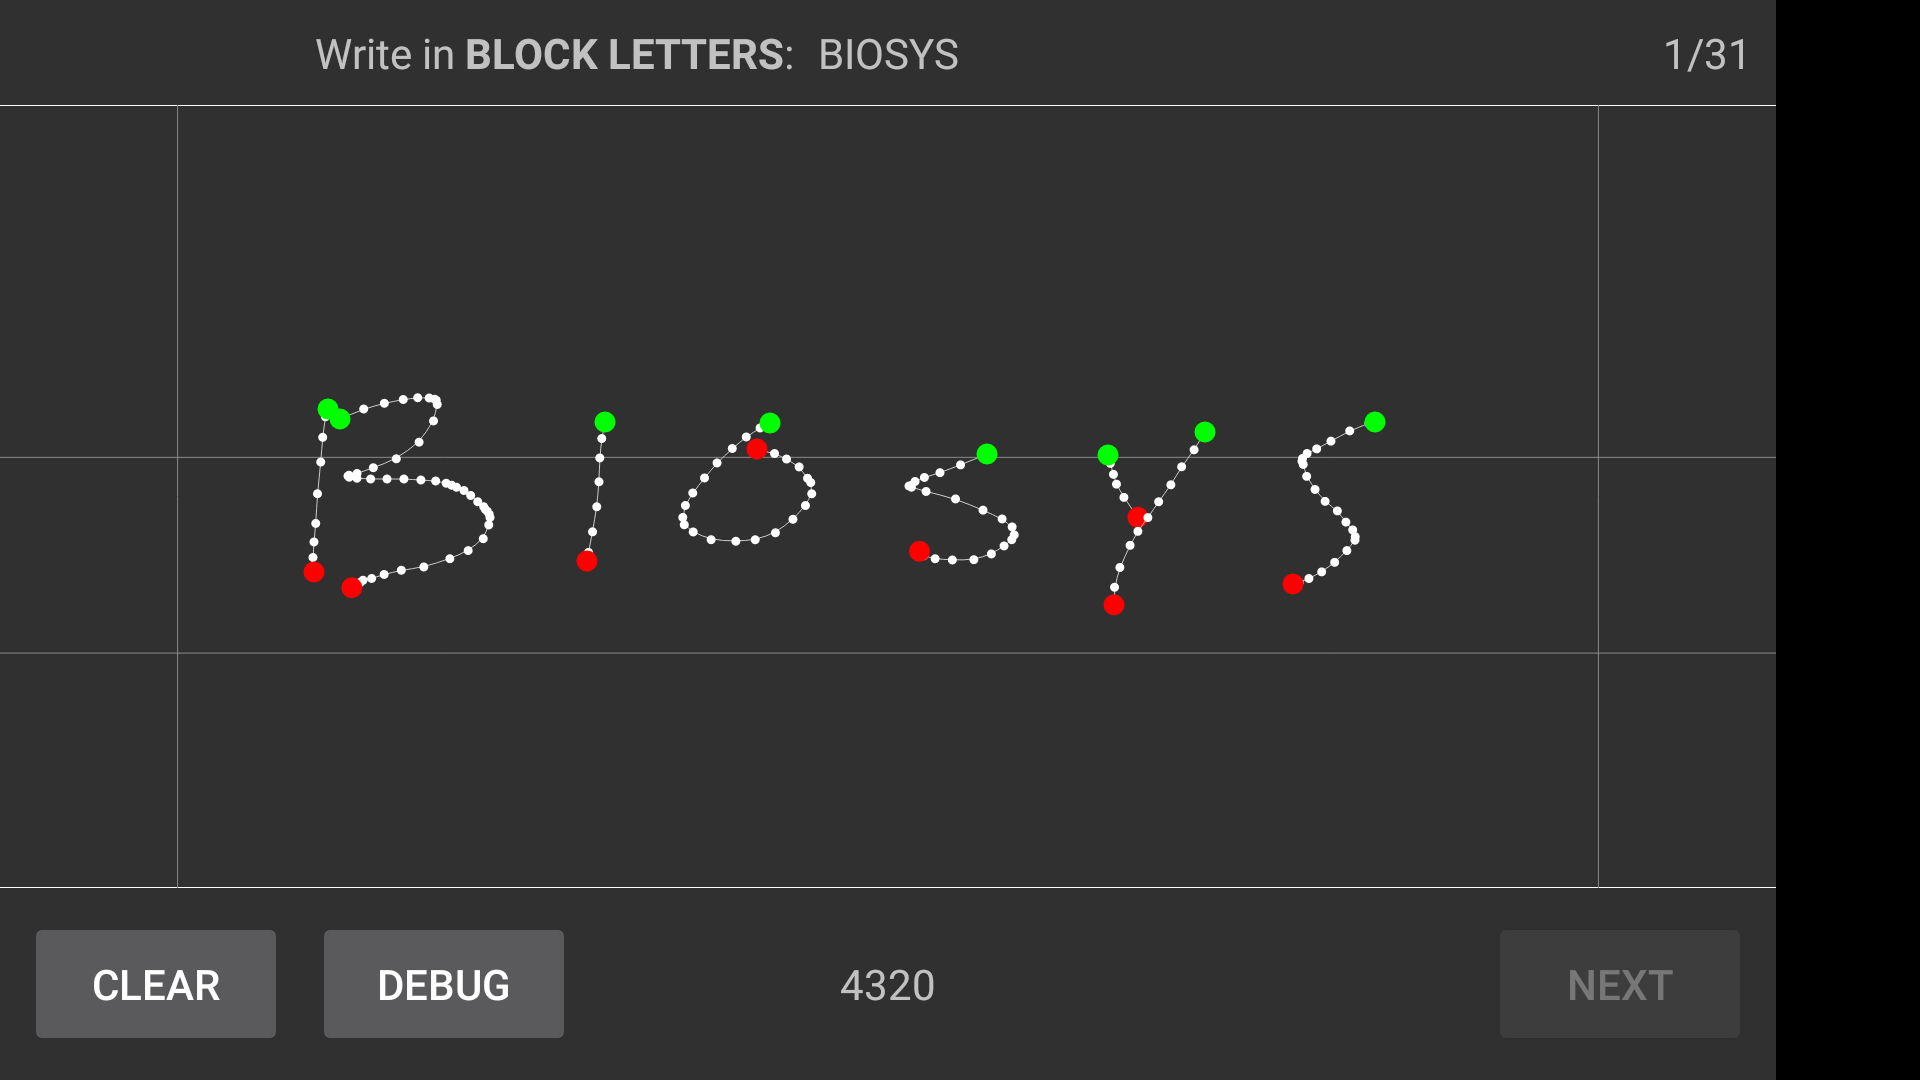 Write in BLOCK LETTERS: BIOSYS 1/31
BIOSYS
CLEAR DEBUG 4320 NEXT